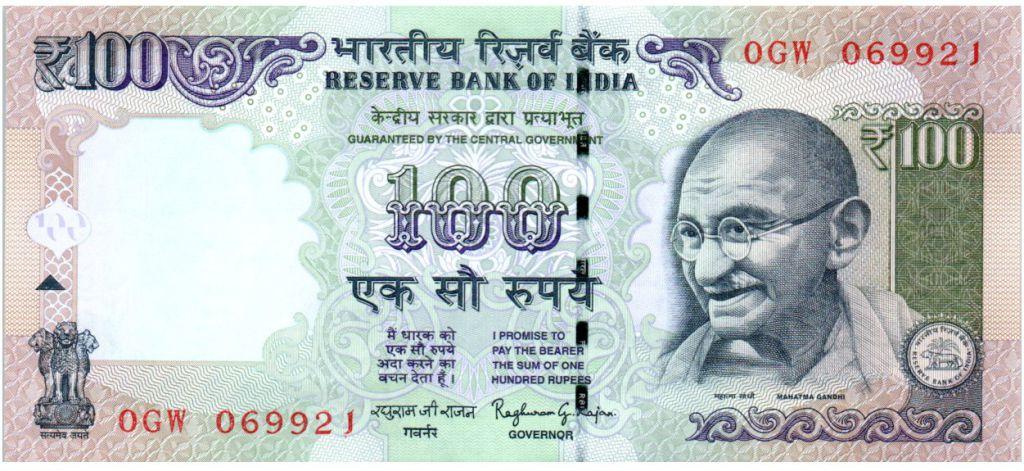 ₹100
भारतीय रिज़र्व बैंक
RESERVE BANK OF INDIA
0GW 069921
केन्द्रीय सरकार द्वारा प्रत्याभूत
GUARANTEED BY THE CENTRAL GOVERNMENT
₹100
100
एक सौ रुपये
मैं धारक को
एक सौ रुपये
अदा करने का
वचन देता हूँ।
I PROMISE TO
PAY THE BEARER
THE SUM OF ONE
HUNDRED RUPEES
रघुराम जी राजन
Raghuram G. Rajan.
गवर्नर
GOVERNOR
सत्यमेव जयते
0GW 069921
महात्मा गांधी
MAHATMA GANDHI
भारतीय रिज़र्व बैंक
RESERVE BANK OF INDIA